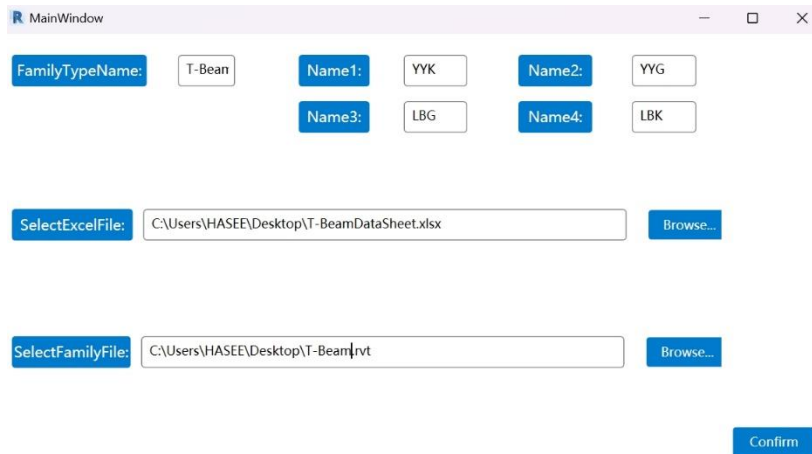 MainWindow
FamilyTypeName: T-Beam Name1: YYK Name2: YYG
Name3: LBG Name4: LBK
SelectExcelFile: C:\Users\HASEE\Desktop\T-BeamDataSheet.xlsx Browse...
SelectFamilyFile: C:\Users\HASEE\Desktop\T-Beam.rvt Browse...
Confirm